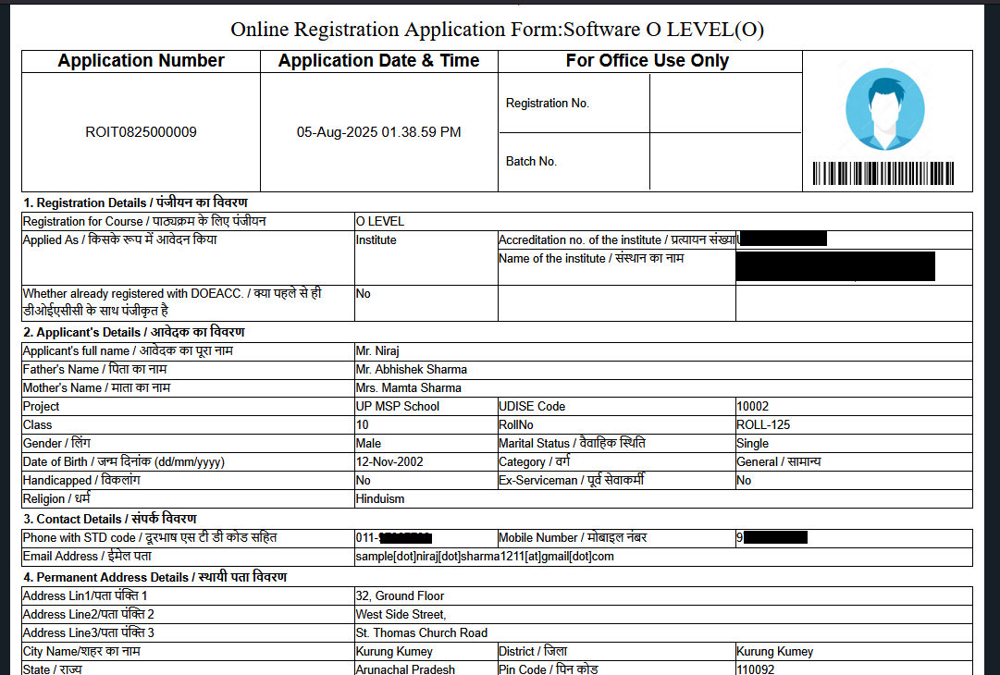 Online Registration Application Form:Software O LEVEL(O)
Application Number Application Date & Time For Office Use Only
Registration No.
ROIT0825000009 05-Aug-2025 01.38.59 PM
Batch No.
1. Registration Details / पंजीयन का विवरण
Registration for Course / पाठ्यक्रम के लिए पंजीयन O LEVEL
Applied As / किसके रूप में आवेदन किया Institute Accreditation no. of the institute / प्रत्यायन संख्या
Name of the institute / संस्थान का नाम
Whether already registered with DOEACC. / क्या पहले से ही No
डीओईएसीसी के साथ पंजीकृत है
2. Applicant's Details / आवेदक का विवरण
Applicant's full name / आवेदक का पूरा नाम Mr. Niraj
Father's Name / पिता का नाम Mr. Abhishek Sharma
Mother's Name / माता का नाम Mrs. Mamta Sharma
Project UP MSP School UDISE Code 10002
Class 10 RollNo ROLL-125
Gender / लिंग Male Marital Status / वैवाहिक स्थिति Single
Date of Birth / जन्म दिनांक (dd/mm/yyyy) 12-Nov-2002 Category / वर्ग General / सामान्य
Handicapped / विकलांग No Ex-Serviceman / पूर्व सेवाकर्मी No
Religion / धर्म Hinduism
3. Contact Details / संपर्क विवरण
Phone with STD code / दूरभाष एस टी डी कोड सहित 011- Mobile Number / मोबाइल नंबर 9
Email Address / ईमेल पता sample[dot]niraj[dot]sharma1211[at]gmail[dot]com
4. Permanent Address Details / स्थायी पता विवरण
Address Lin1/पता पंक्ति 1 32, Ground Floor
Address Line2/पता पंक्ति 2 West Side Street,
Address Line3/पता पंक्ति 3 St. Thomas Church Road
City Name/शहर का नाम Kurung Kumey District / जिला Kurung Kumey
State / राज्य Arunachal Pradesh Pin Code / पिन कोड 110092